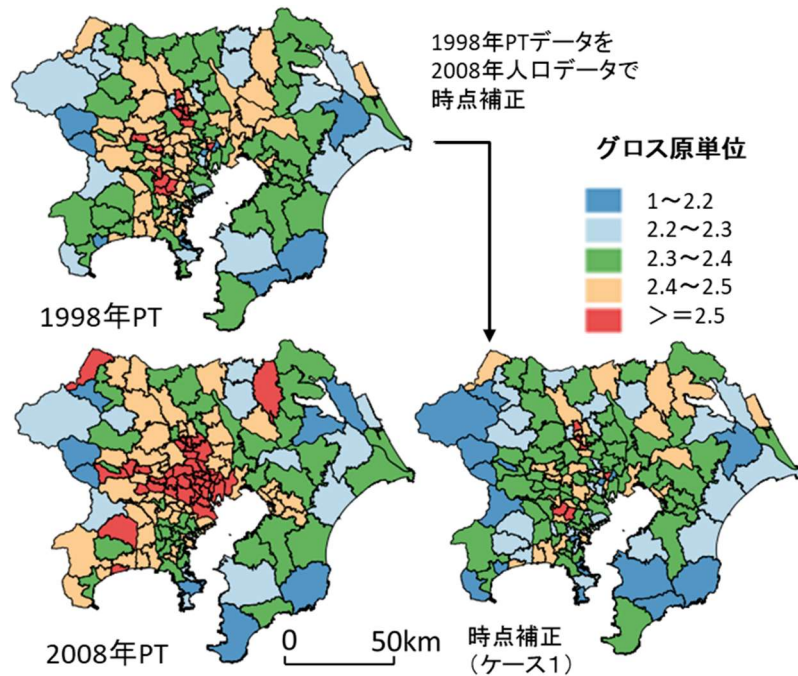 1998年PTデータを
2008年人口データで
時点補正
グロス原単位
1～2.2
2.2～2.3
2.3～2.4
2.4～2.5
＞＝2.5
1998年PT
2008年PT
0 50km
時点補正
（ケース1）